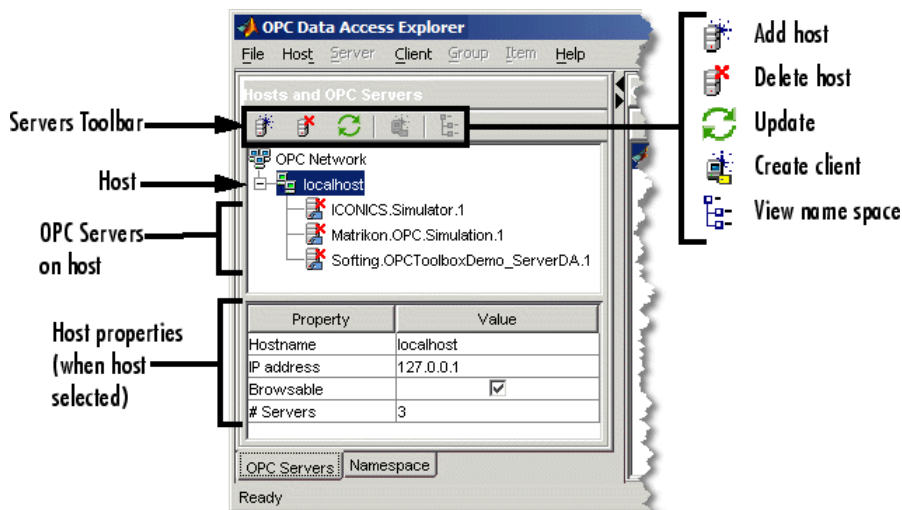 OPC Data Access Explorer
File Host Server Client Group Item Help
Hosts and OPC Servers
Servers Toolbar
OPC Network
Host
localhost
ICONICS.Simulator.1
OPC Servers
on host
Matrikon.OPC.Simulation.1
Softing.OPCToolboxDemo_ServerDA.1
Host properties
(when host
selected)
Property Value
Hostname localhost
IP address 127.0.0.1
Browsable
# Servers 3
OPC Servers Namespace
Ready
Add host
Delete host
Update
Create client
View name space